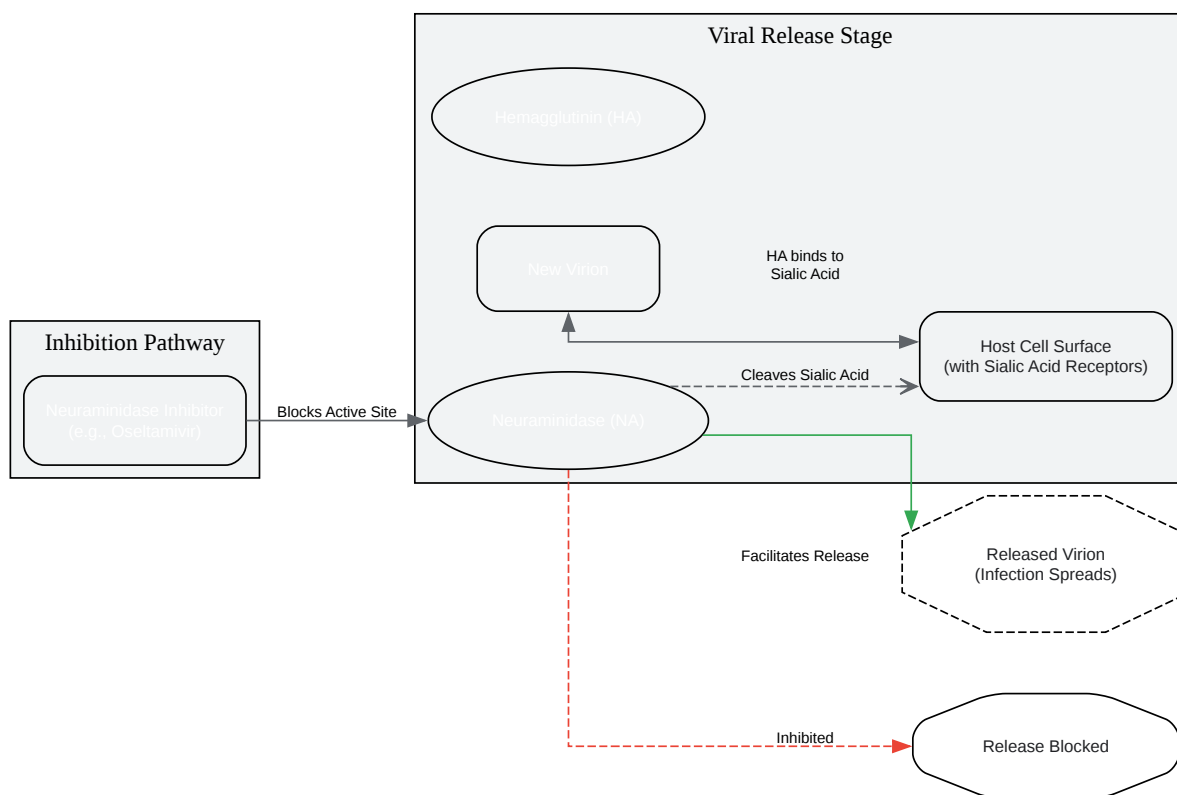 Viral Release Stage
Hemagglutinin (HA)
New Virion
HA binds to
Sialic Acid
Inhibition Pathway
Host Cell Surface
(with Sialic Acid Receptors)
Cleaves Sialic Acid
Neuraminidase Inhibitor
(e.g., Oseltamivir)
Blocks Active Site
Neuraminidase (NA)
Facilitates Release
Released Virion
(Infection Spreads)
Inhibited
Release Blocked